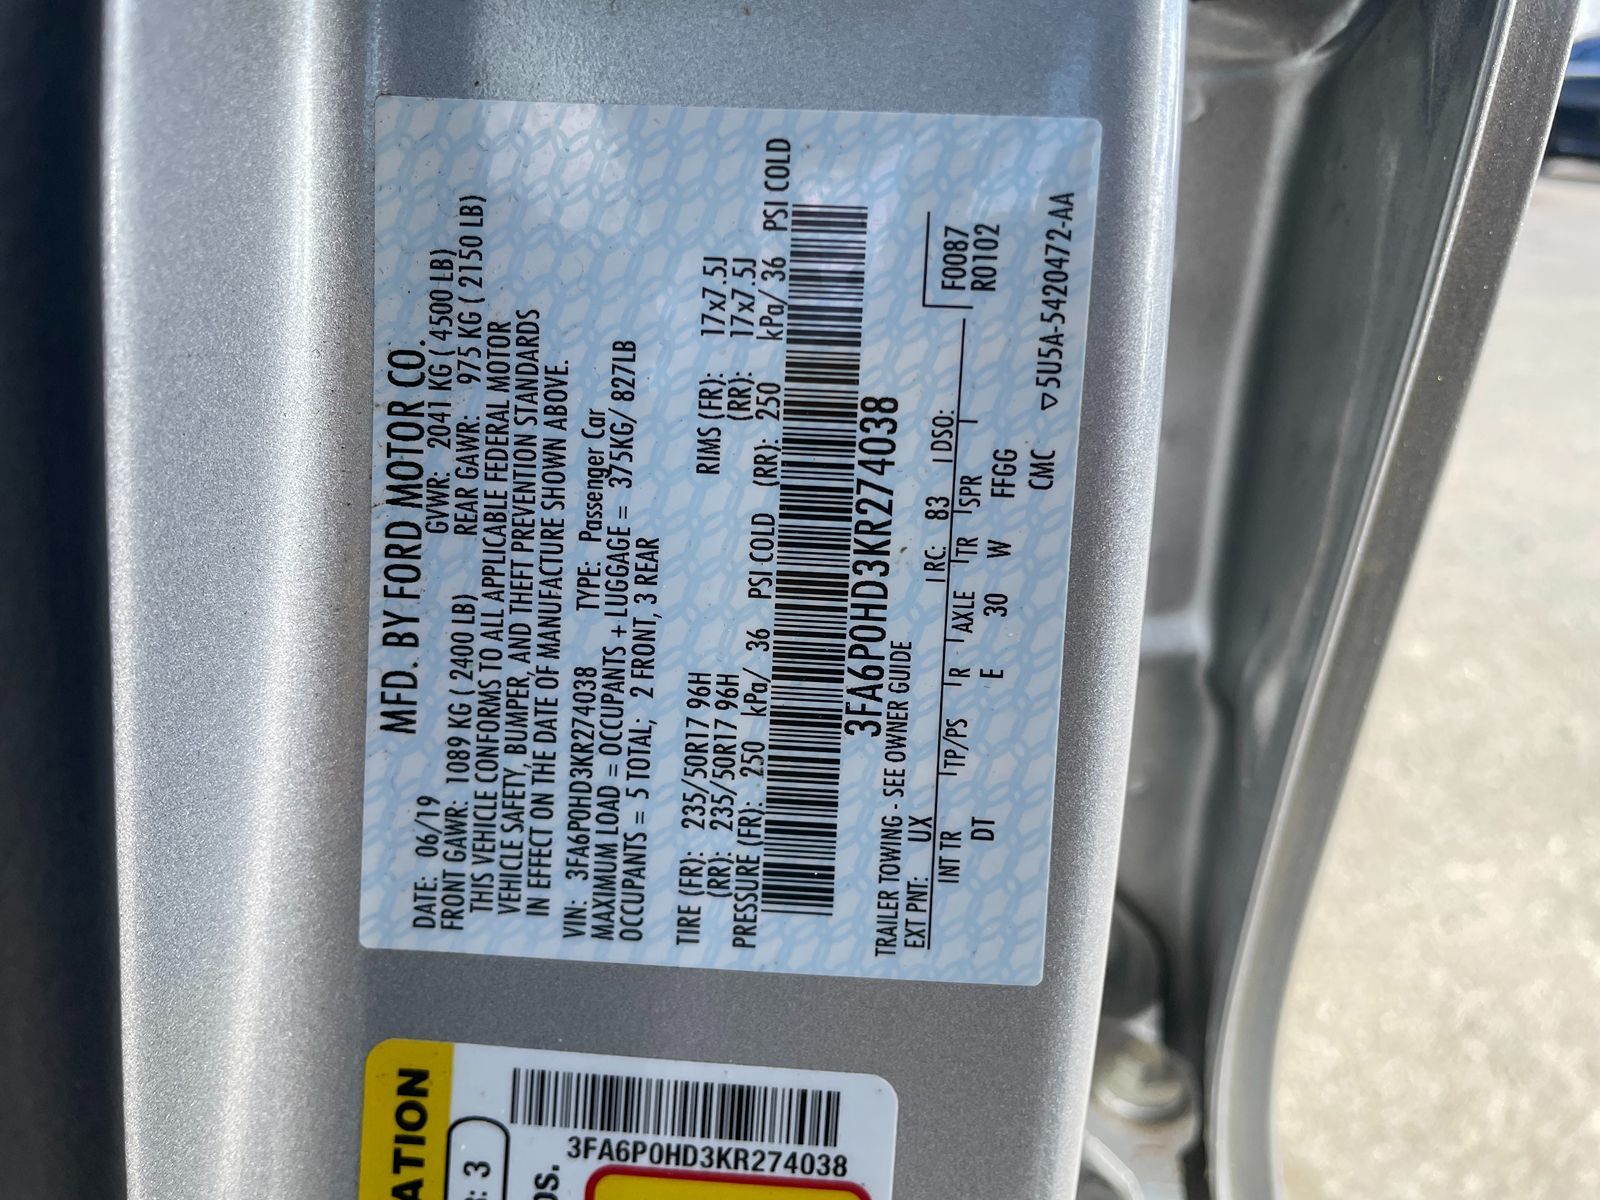 MFD. BY FORD MOTOR CO.
DATE: 06/19 GVWR: 2041 KG ( 4500 LB)
FRONT GAWR: 1089 KG ( 2400 LB) REAR GAWR: 975 KG ( 2150 LB)
THIS VEHICLE CONFORMS TO ALL APPLICABLE FEDERAL MOTOR
VEHICLE SAFETY, BUMPER, AND THEFT PREVENTION STANDARDS
IN EFFECT ON THE DATE OF MANUFACTURE SHOWN ABOVE.
VIN: 3FA6P0HD3KR274038 TYPE: Passenger Car
MAXIMUM LOAD = OCCUPANTS + LUGGAGE = 375KG/ 827LB
OCCUPANTS = 5 TOTAL; 2 FRONT, 3 REAR
TIRE (FR): 235/50R17 96H RIMS (FR): 17x7.5J
(RR): 235/50R17 96H (RR): 17x7.5J
PRESSURE (FR): 250 kPa/ 36 PSI COLD (RR): 250 kPa/ 36 PSI COLD
3FA6P0HD3KR274038
TRAILER TOWING - SEE OWNER GUIDE
EXT PNT: UX RC: 83 DSO: F0087
INT TR TP/PS R AXLE TR SPR R0102
DT E 30 W FFGG
CMC ▽5U5A-5420472-AA
ATION
: 3
os.
3FA6P0HD3KR274038